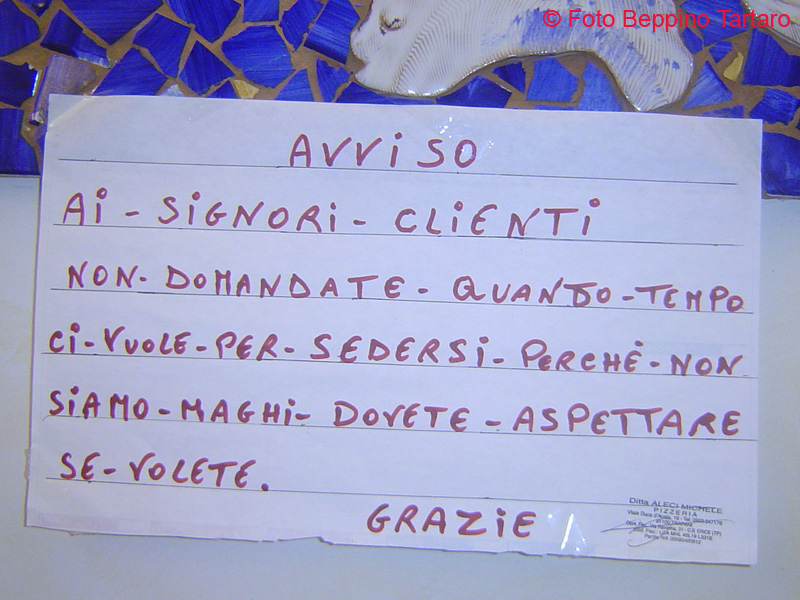 © Foto Beppino Tartaro
AVViSO
Ai - SiGNORi - CLiENTi
NON - DOMANDATE - QUANTO - TEMPO
Ci - VUOLE - PER - SEDERSi - PERCHÈ - NON
SiAMO - MAGHi - DOVETE - ASPETTARE
SE - VOLETE.
GRAZiE
Ditta ALECI MICHELE
PIZZERIA